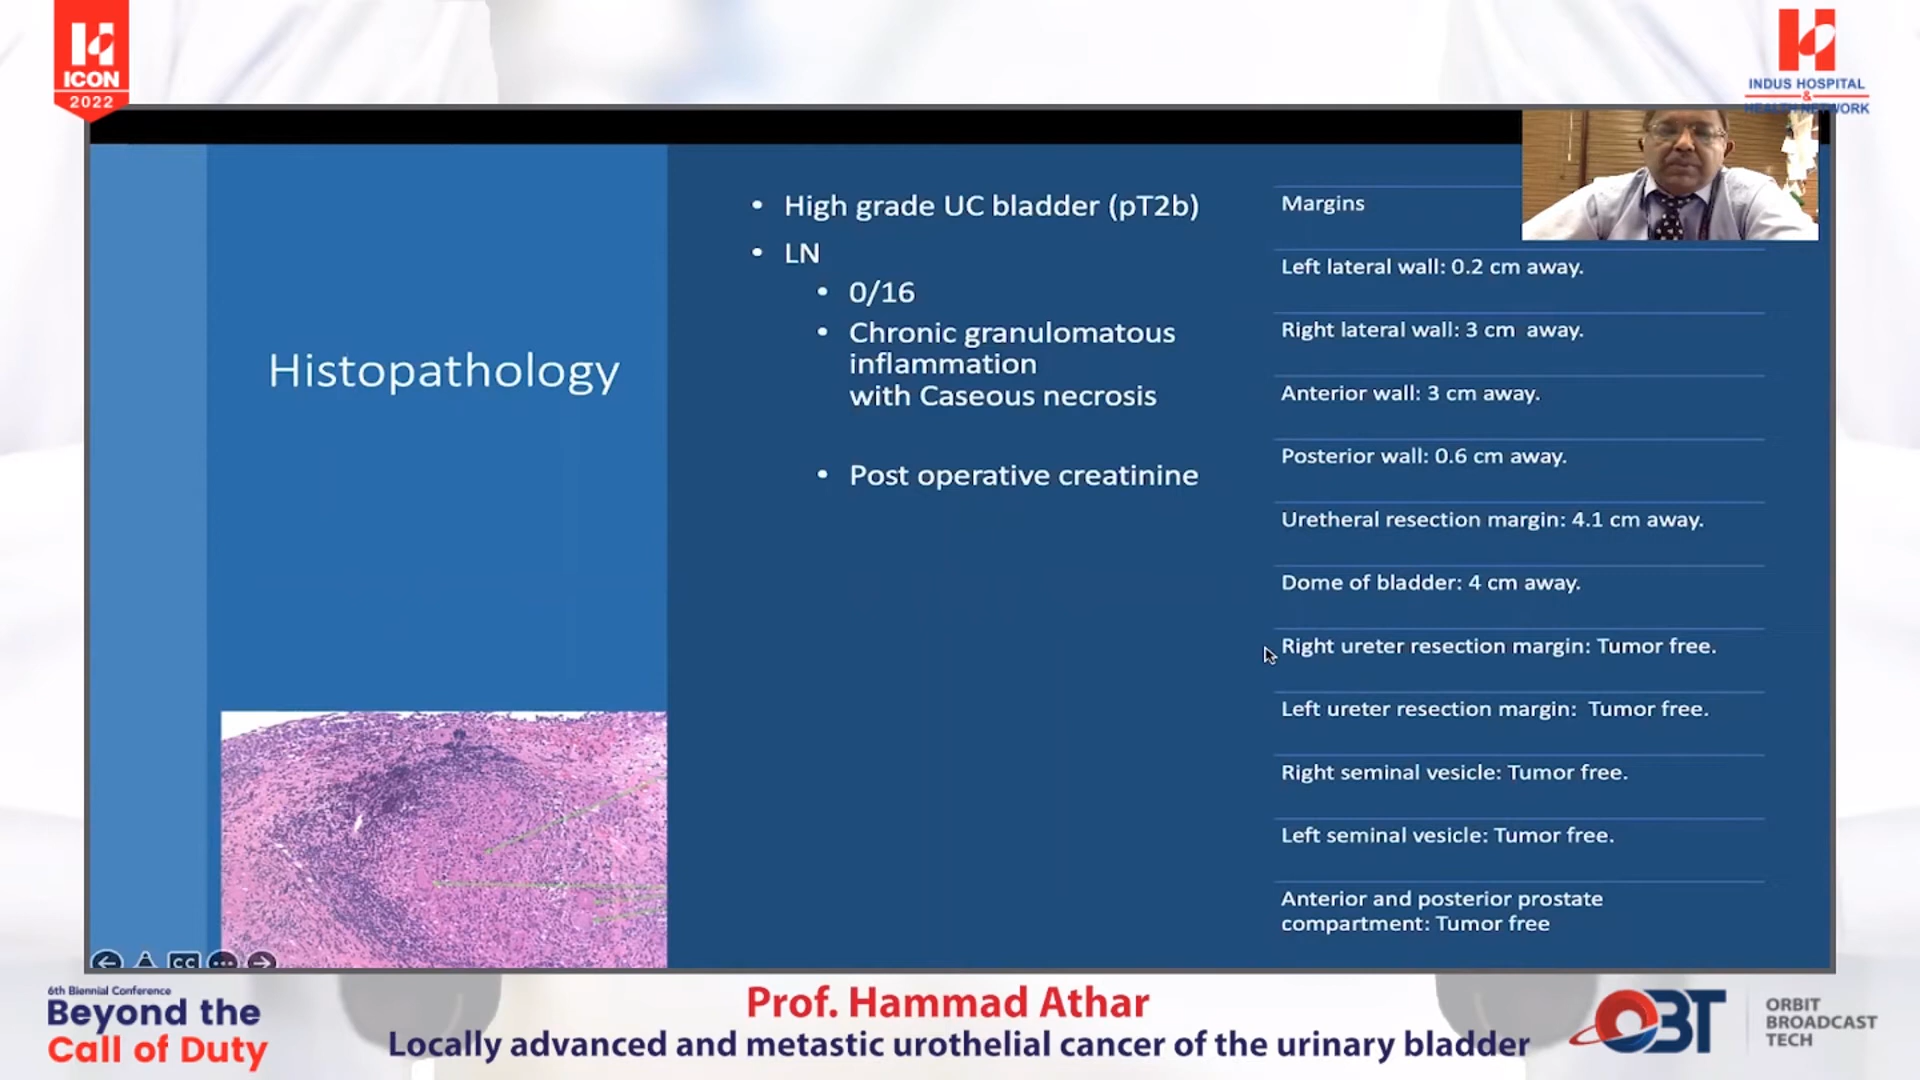 ICON
2022
INDUS HOSPITAL
&
HEALTH NETWORK
Histopathology
• High grade UC bladder (pT2b)
• LN
• 0/16
• Chronic granulomatous
inflammation
with Caseous necrosis
• Post operative creatinine
Margins
Left lateral wall: 0.2 cm away.
Right lateral wall: 3 cm away.
Anterior wall: 3 cm away.
Posterior wall: 0.6 cm away.
Uretheral resection margin: 4.1 cm away.
Dome of bladder: 4 cm away.
Right ureter resection margin: Tumor free.
Left ureter resection margin: Tumor free.
Right seminal vesicle: Tumor free.
Left seminal vesicle: Tumor free.
Anterior and posterior prostate
compartment: Tumor free
CC
6th Biennial Conference
Beyond the
Call of Duty
Prof. Hammad Athar
Locally advanced and metastic urothelial cancer of the urinary bladder
OBT
ORBIT
BROADCAST
TECH